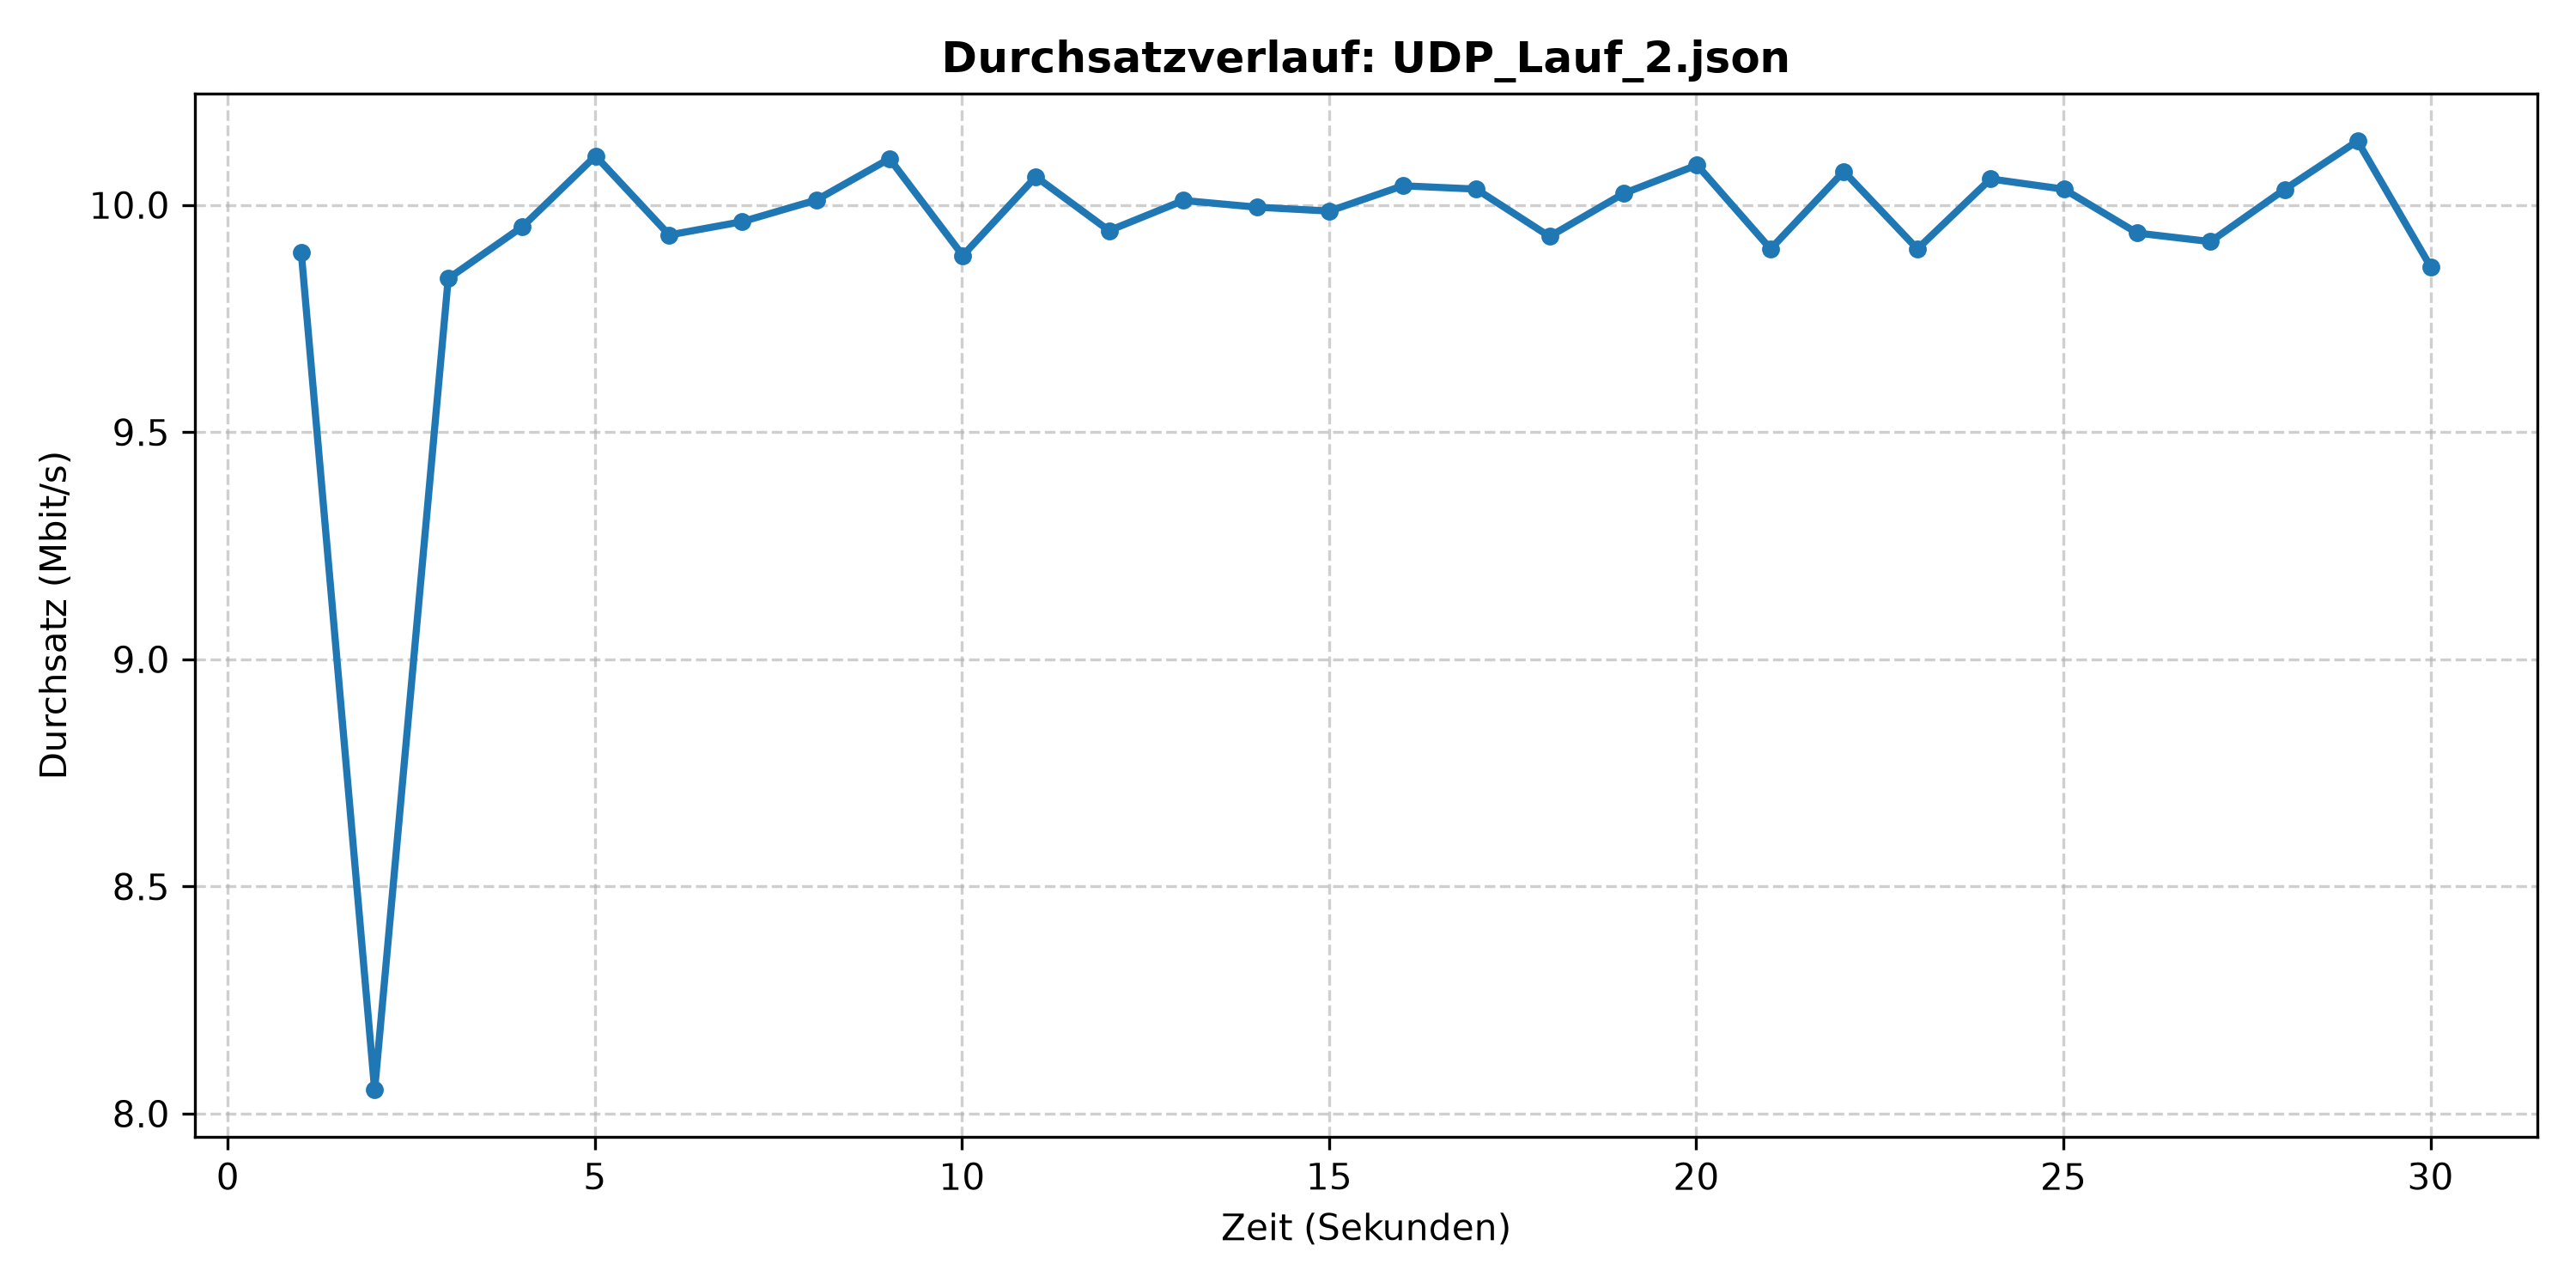 Durchsatzverlauf: UDP_Lauf_2.json
Durchsatz (Mbit/s)
10.0
9.5
9.0
8.5
8.0
0 5 10 15 20 25 30
Zeit (Sekunden)